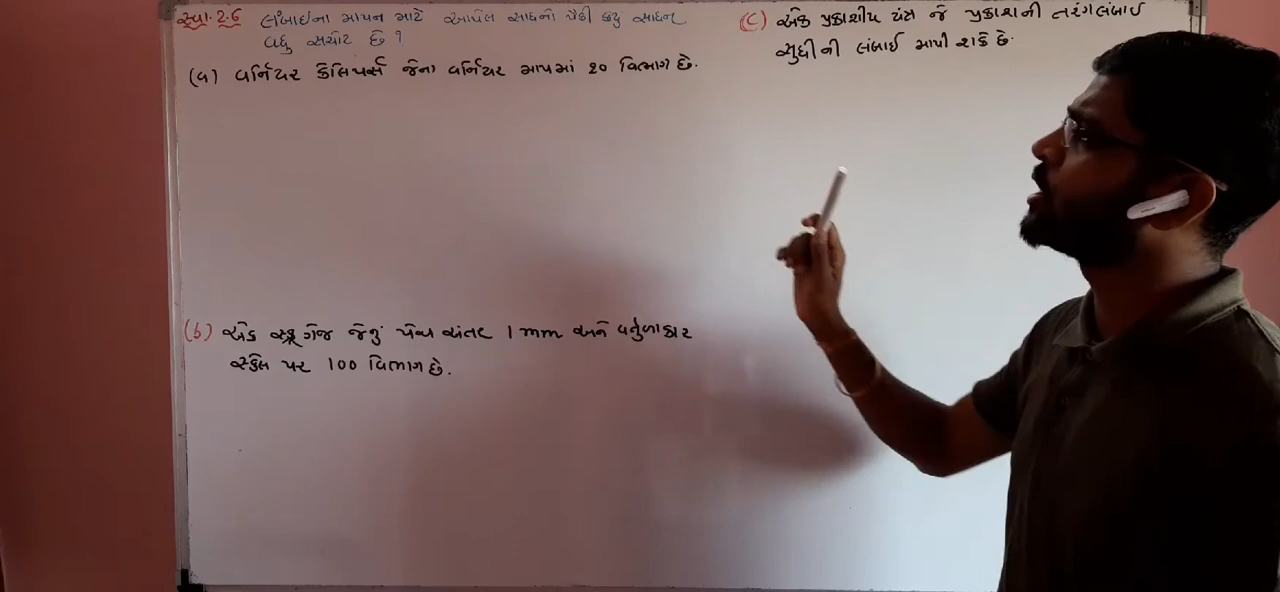 સ્વા. 2.6 લંબાઈના માપન માટે આપેલ સાધનો પૈકી કયુ સાધન
વધુ સચોટ છે ?
(a) વર્નિયર કેલિપર્સ જેના વર્નિયર માપમાં 20 વિભાગ છે.
(b) એક સ્ક્રૂગેજ જેનું પેચ અંતર 1 mm અને વર્તુળાકાર
સ્કેલ પર 100 વિભાગ છે.
(c) એક પ્રકાશીય યંત્ર જે પ્રકાશની તરંગલંબાઈ
સુધીની લંબાઈ માપી શકે છે.